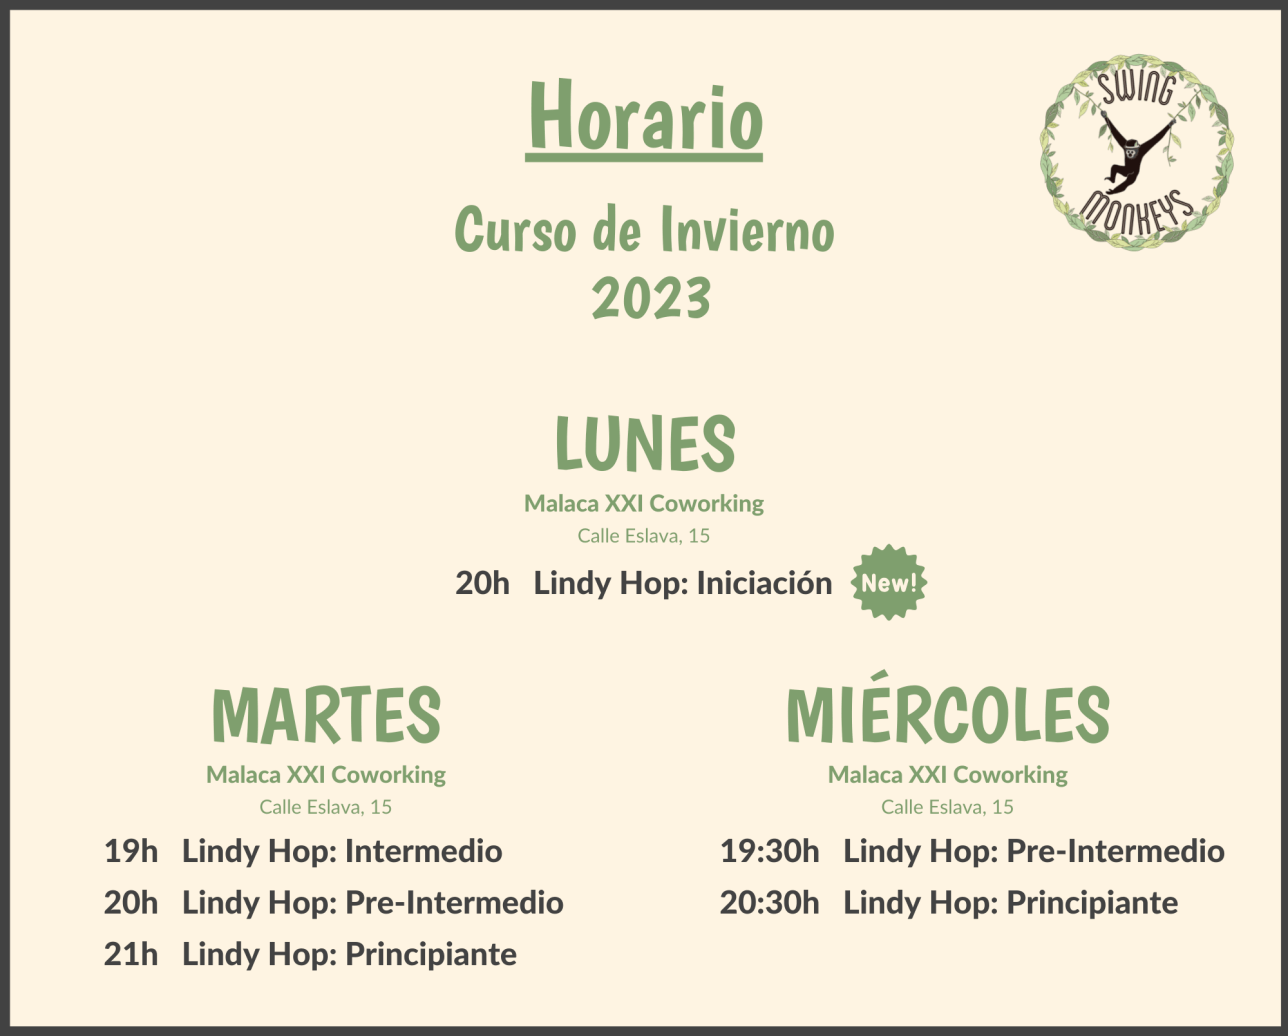 Horario
SWING
MONKEYS
Curso de Invierno
2023
LUNES
Malaca XXI Coworking
Calle Eslava, 15
20h Lindy Hop: Iniciación
New!
MARTES
Malaca XXI Coworking
Calle Eslava, 15
19h Lindy Hop: Intermedio
20h Lindy Hop: Pre-Intermedio
21h Lindy Hop: Principiante
MIÉRCOLES
Malaca XXI Coworking
Calle Eslava, 15
19:30h Lindy Hop: Pre-Intermedio
20:30h Lindy Hop: Principiante